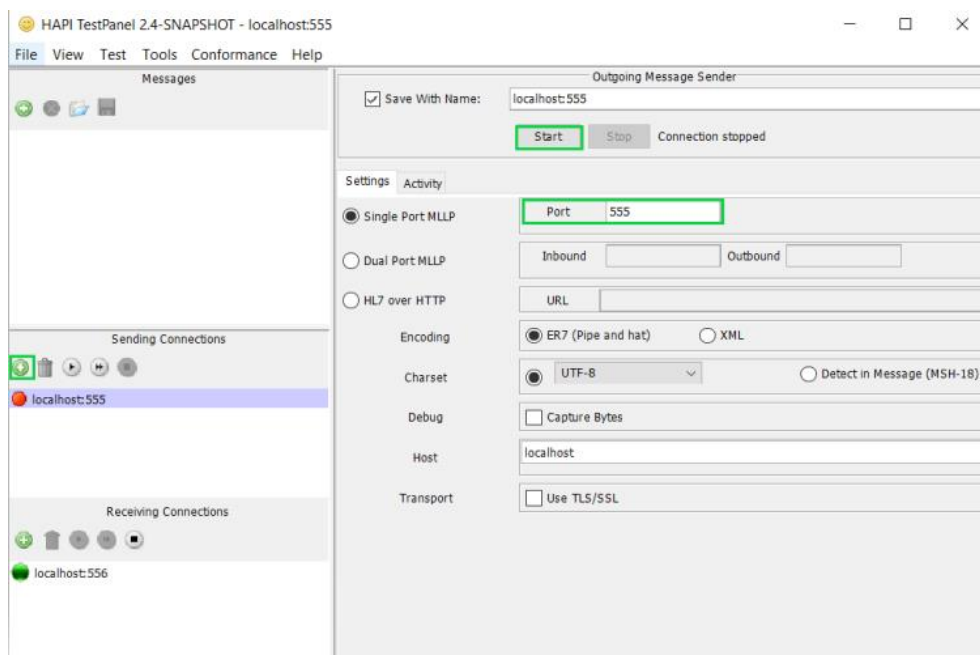 HAPI TestPanel 2.4-SNAPSHOT - localhost:555
File View Test Tools Conformance Help
Messages
Sending Connections
localhost:555
Receiving Connections
localhost:556
Outgoing Message Sender
Save With Name: localhost:555
Start Stop Connection stopped
Settings Activity
Single Port MLLP Port 555
Dual Port MLLP Inbound Outbound
HL7 over HTTP URL
Encoding ER7 (Pipe and hat) XML
Charset UTF-8 Detect in Message (MSH-18)
Debug Capture Bytes
Host localhost
Transport Use TLS/SSL